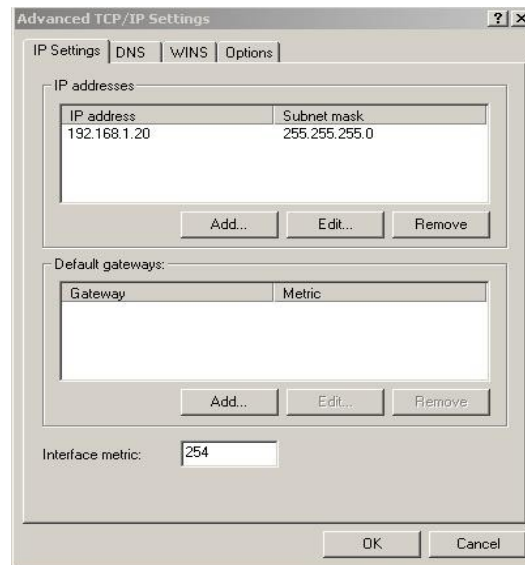 Advanced TCP/IP Settings
IP Settings DNS WINS Options
IP addresses
IP address Subnet mask
192.168.1.20 255.255.255.0
Add... Edit... Remove
Default gateways:
Gateway Metric
Add... Edit... Remove
Interface metric: 254
OK Cancel